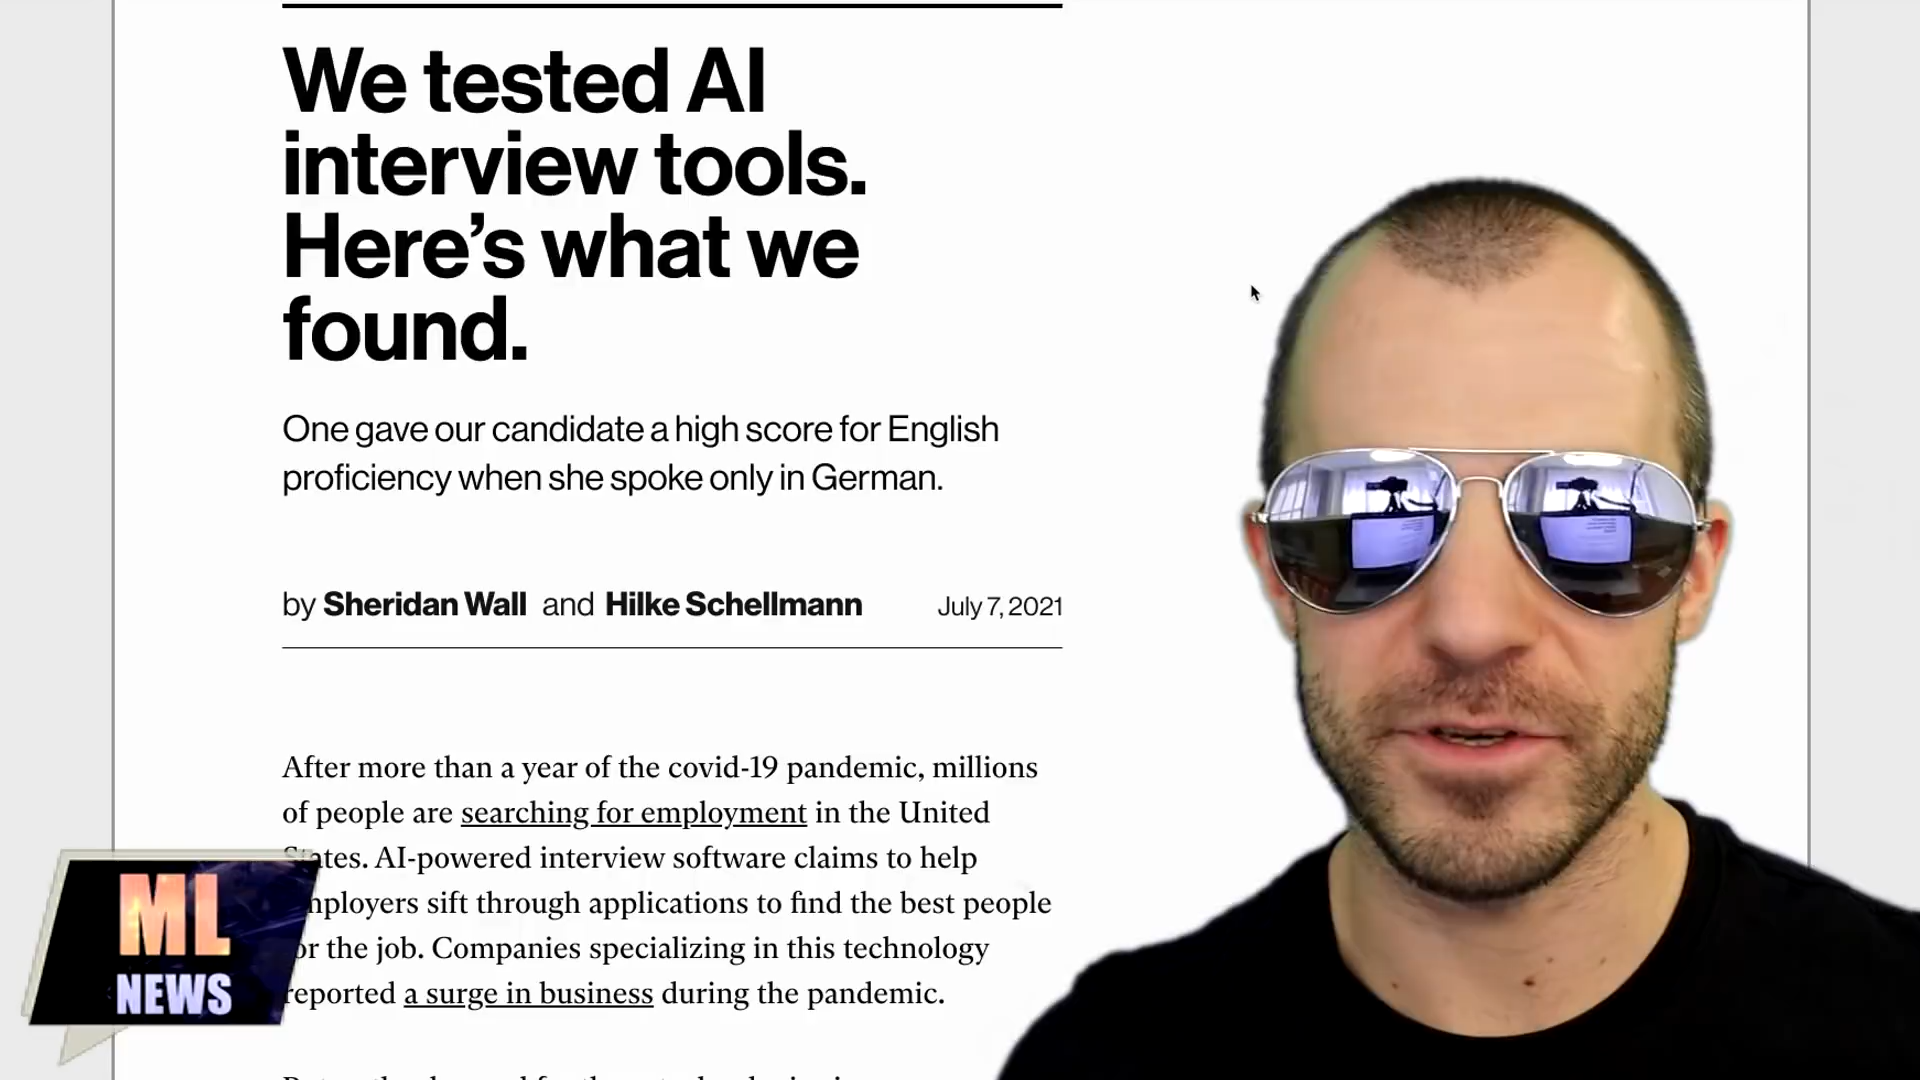 We tested AI
interview tools.
Here's what we
found.
One gave our candidate a high score for English
proficiency when she spoke only in German.
by Sheridan Wall and Hilke Schellmann July 7, 2021
After more than a year of the covid-19 pandemic, millions
of people are searching for employment in the United
States. AI-powered interview software claims to help
employers sift through applications to find the best people
for the job. Companies specializing in this technology
reported a surge in business during the pandemic.
ML
NEWS